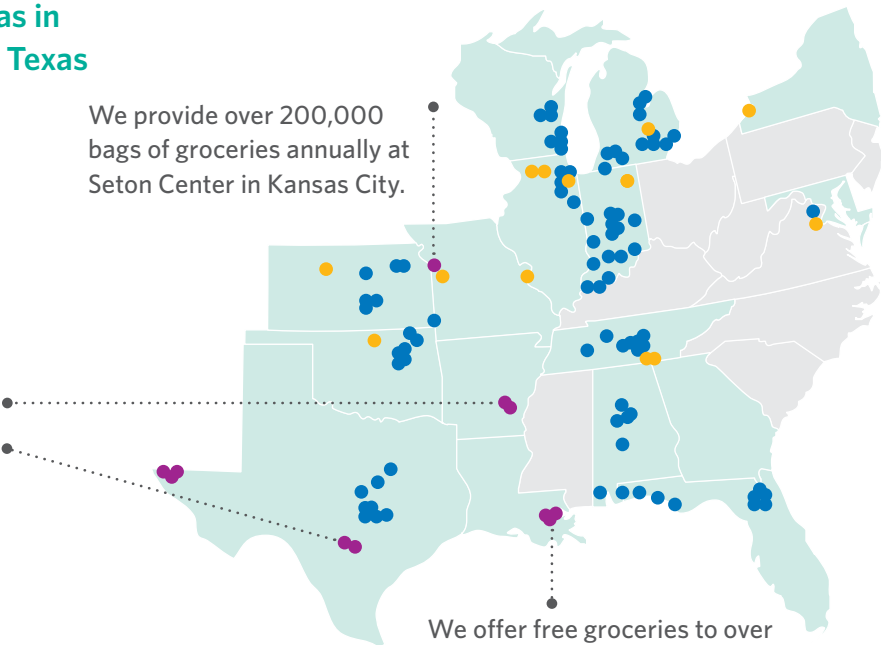 as in
Texas
We provide over 200,000
bags of groceries annually at
Seton Center in Kansas City.
We offer free groceries to over